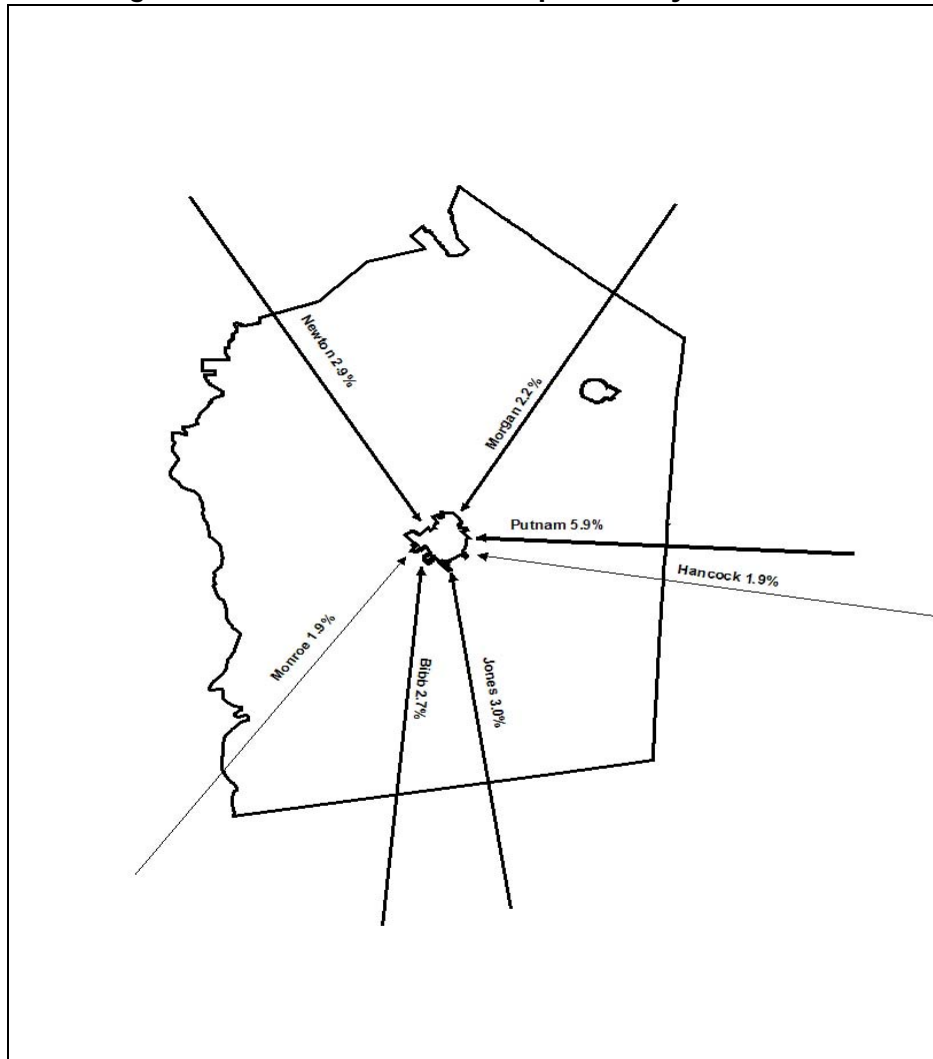 Newton 2.9%
Morgan 2.2%
Putnam 5.9%
Hancock 1.9%
Monroe 1.9%
Bibb 2.7%
Jones 3.0%